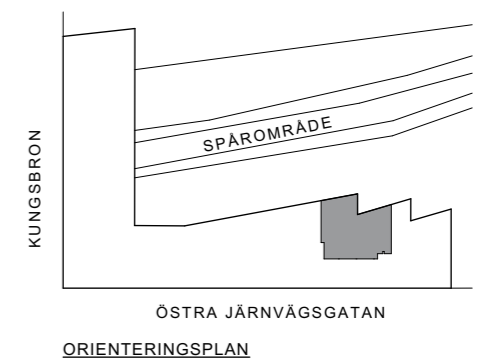 SPÅROMRÅDE
KUNGSBRON
ÖSTRA JÄRNVÄGSGATAN
ORIENTERINGSPLAN